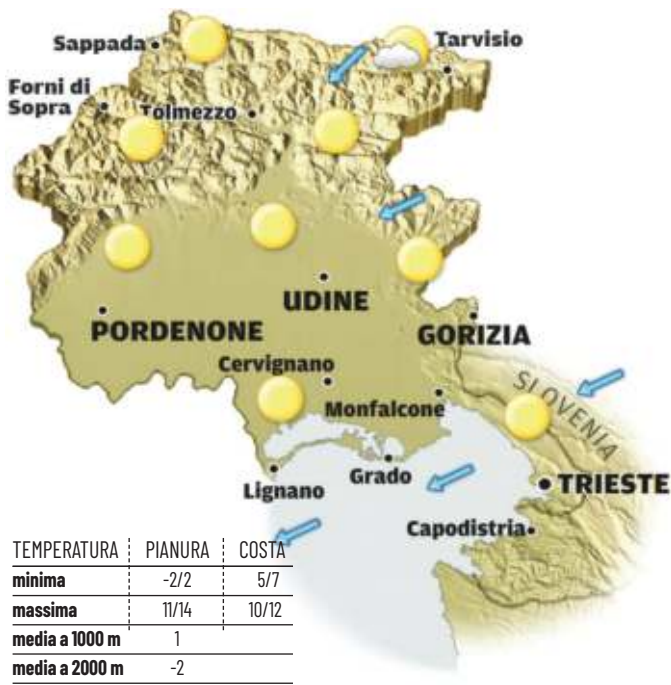 Sappada
Tarvisio
Forni di
Sopra
Tolmezzo
UDINE
PORDENONE
GORIZIA
Cervignano
SLOVENIA
Monfalcone
Grado
Lignano
TRIESTE
Capodistria
TEMPERATURA PIANURA COSTA
minima -2/2 5/7
massima 11/14 10/12
media a 1000 m 1
media a 2000 m -2